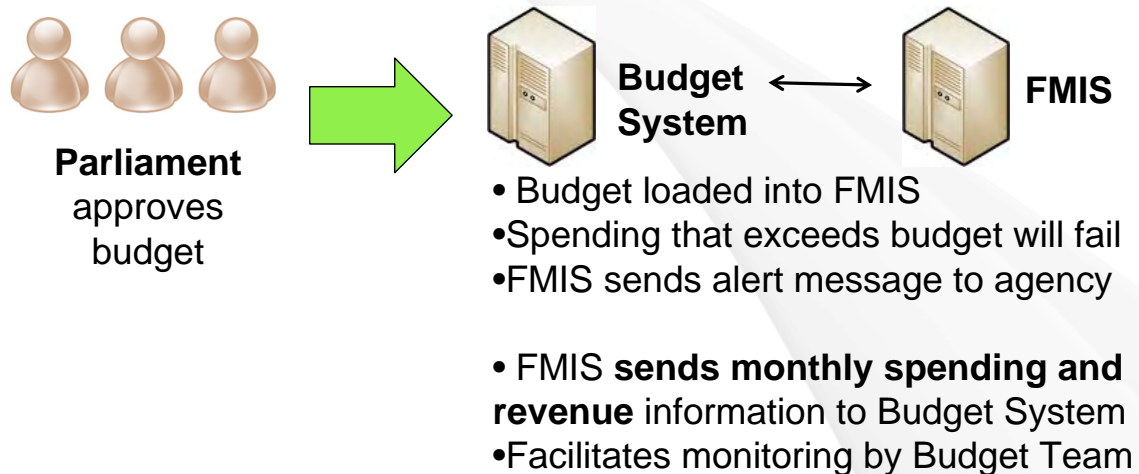 Parliament
approves
budget
Budget
System
FMIS
• Budget loaded into FMIS
•Spending that exceeds budget will fail
•FMIS sends alert message to agency
• FMIS sends monthly spending and
revenue information to Budget System
•Facilitates monitoring by Budget Team